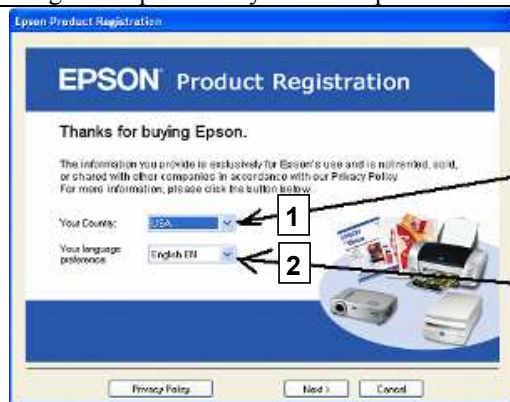 Epson Product Registration
EPSON Product Registration
Thanks for buying Epson.
The information you provide is exclusively for Epson's use and is not rented, sold,
or shared with other companies in accordance with our Privacy Policy.
For more information, please click the button below
Your Country: USA
1
Your language preference: English EN
2
Privacy Policy
Next >
Cancel